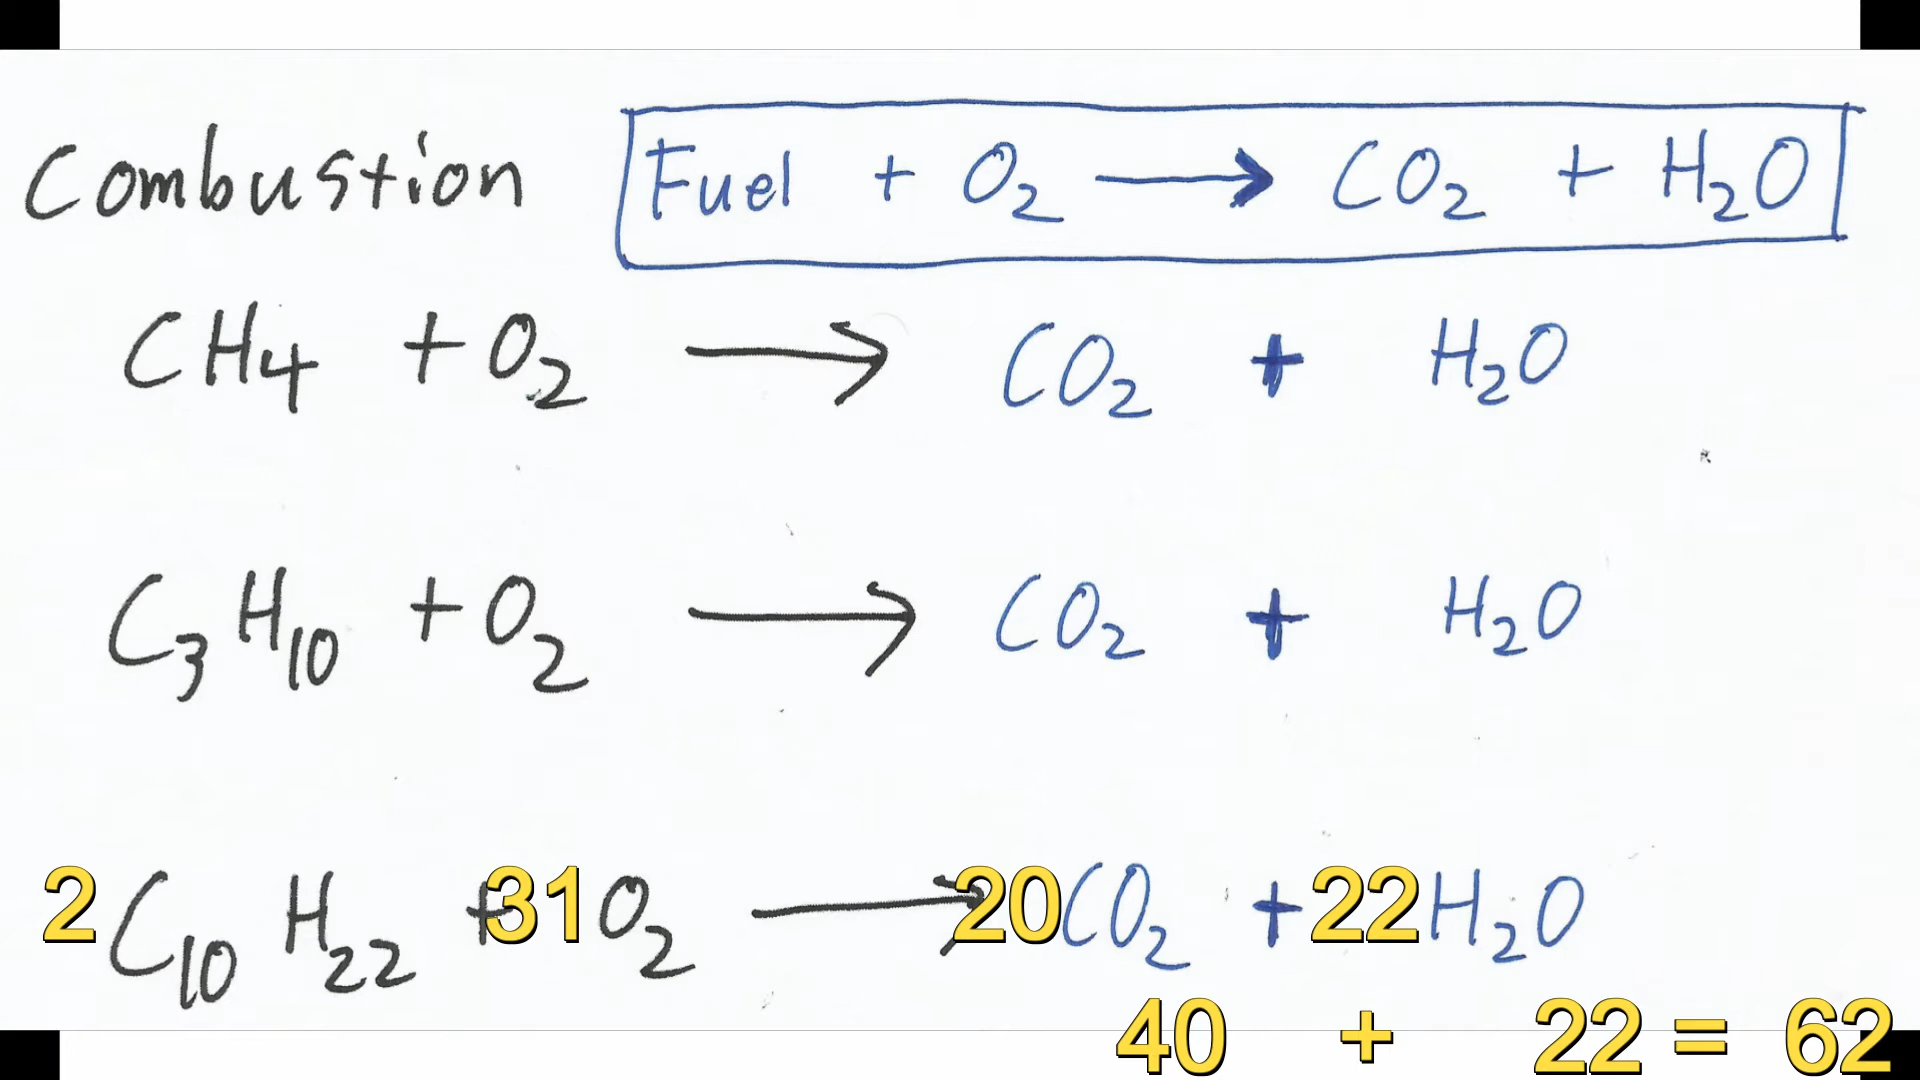 Combustion Fuel + O₂ → CO₂ + H₂O
CH4 + O₂ → CO₂ + H₂O
C₃H₁₀ + O₂ → CO₂ + H₂O
2C₁₀H₂₂ + 31O₂ → 20CO₂ + 22H₂O
40 + 22 = 62